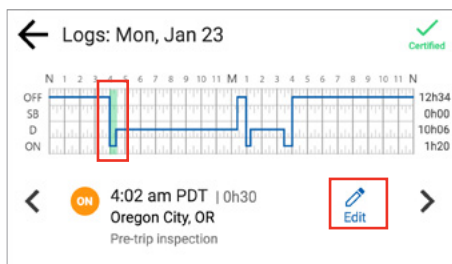 Logs: Mon, Jan 23
Certified
N 1 2 3 4 5 6 7 8 9 10 11 M 1 2 3 4 5 6 7 8 9 10 11 N
OFF 12h34
SB 0h00
D 10h06
ON 1h20
ON 4:02 am PDT | 0h30
Oregon City, OR
Edit
Pre-trip inspection